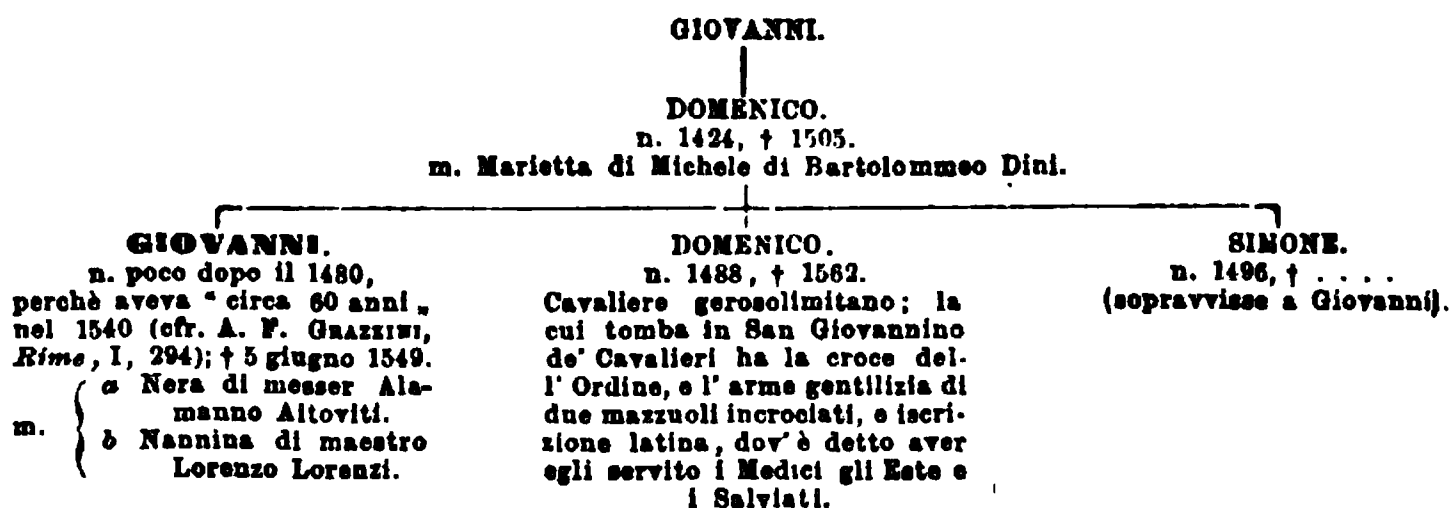 GIOVANNI.
DOMENICO.
n. 1424, † 1505.
m. Marietta di Michele di Bartolommeo Dini.
GIOVANNI.
n. poco dopo il 1480,
perchè aveva “ circa 60 anni „
nel 1540 (cfr. A. F. GRAZZINI,
Rime, I, 294); † 5 giugno 1549.
m.
a Nera di messer Ala-
manno Altoviti.
b Nannina di maestro
Lorenzo Lorenzi.
DOMENICO.
n. 1488, † 1562.
Cavaliere gerosolimitano; la
cui tomba in San Giovannino
de' Cavalieri ha la croce del-
l' Ordine, e l' arme gentilizia di
due mazzuoli incrociati, e iscri-
zione latina, dov' è detto aver
egli servito i Medici gli Este e
i Salviati.
SIMONE.
n. 1496, † . . . .
(sopravvisse a Giovanni).